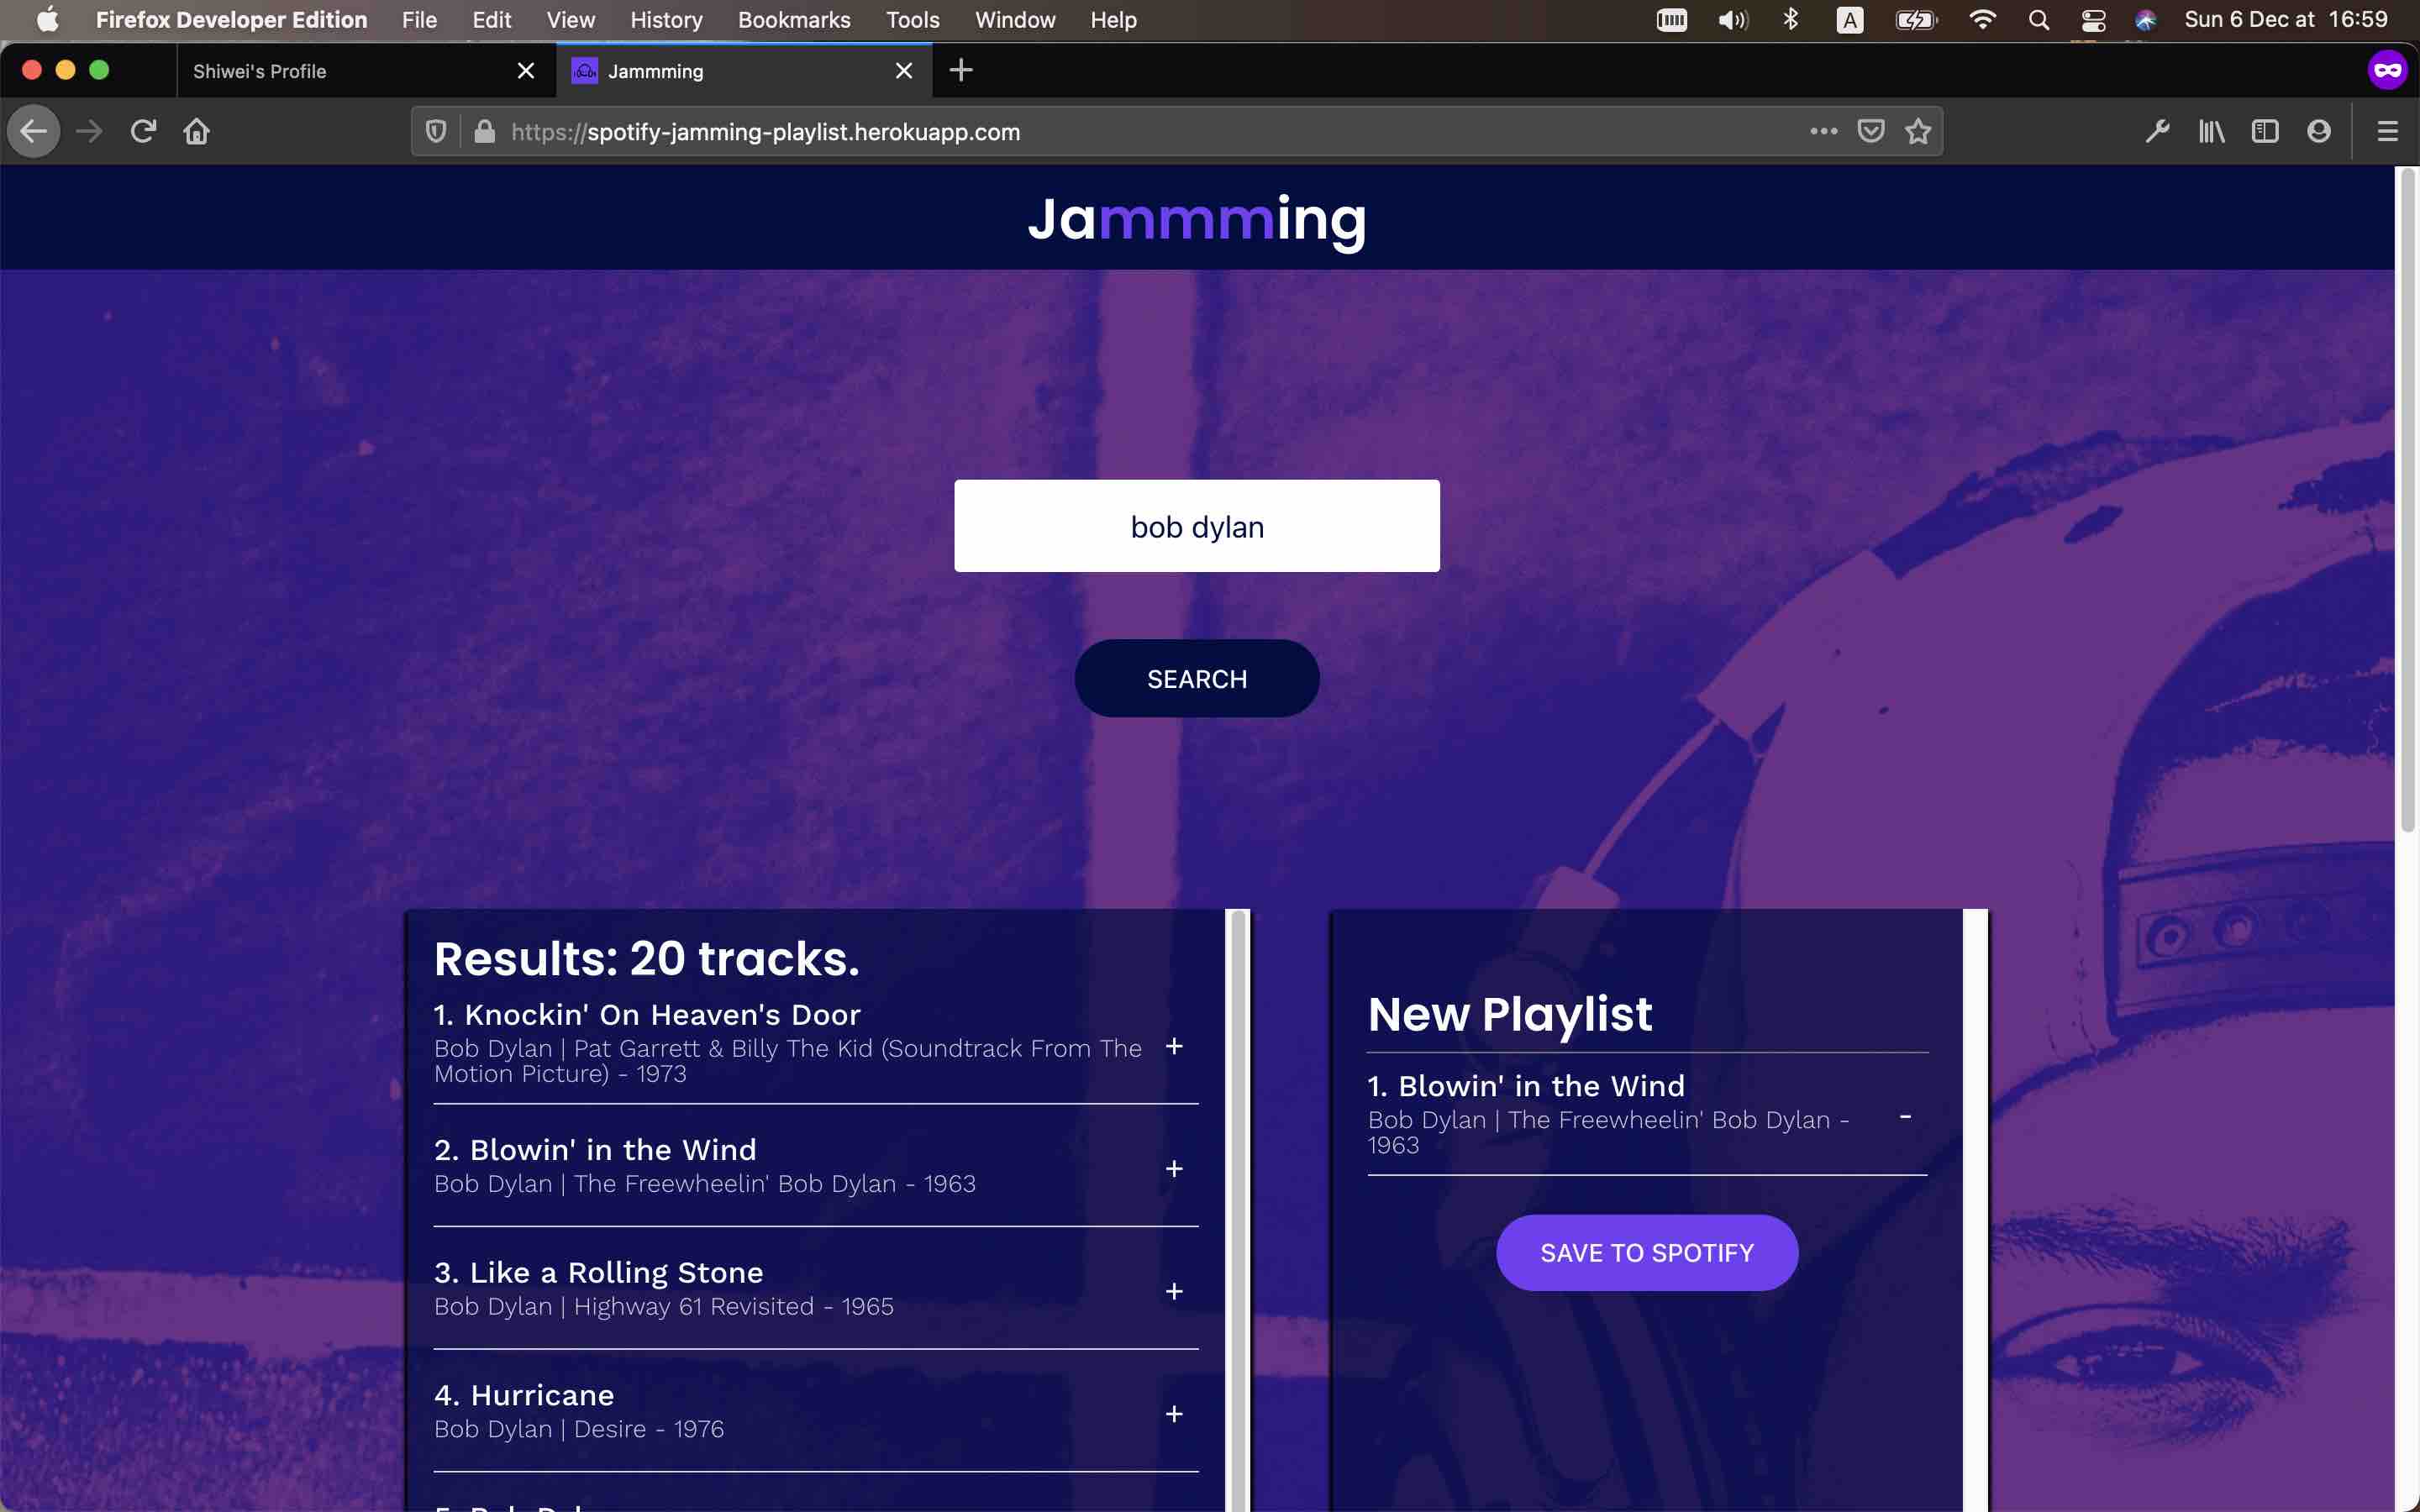 Firefox Developer Edition File Edit View History Bookmarks Tools Window Help A Sun 6 Dec at 16:59
Shiwei's Profile Jammming
https://spotify-jamming-playlist.herokuapp.com
Jammming
bob dylan
SEARCH
Results: 20 tracks.
1. Knockin' On Heaven's Door
Bob Dylan | Pat Garrett & Billy The Kid (Soundtrack From The
Motion Picture) - 1973
+
2. Blowin' in the Wind
Bob Dylan | The Freewheelin' Bob Dylan - 1963
+
3. Like a Rolling Stone
Bob Dylan | Highway 61 Revisited - 1965
+
4. Hurricane
Bob Dylan | Desire - 1976
+
New Playlist
1. Blowin' in the Wind
Bob Dylan | The Freewheelin' Bob Dylan -
1963
-
SAVE TO SPOTIFY